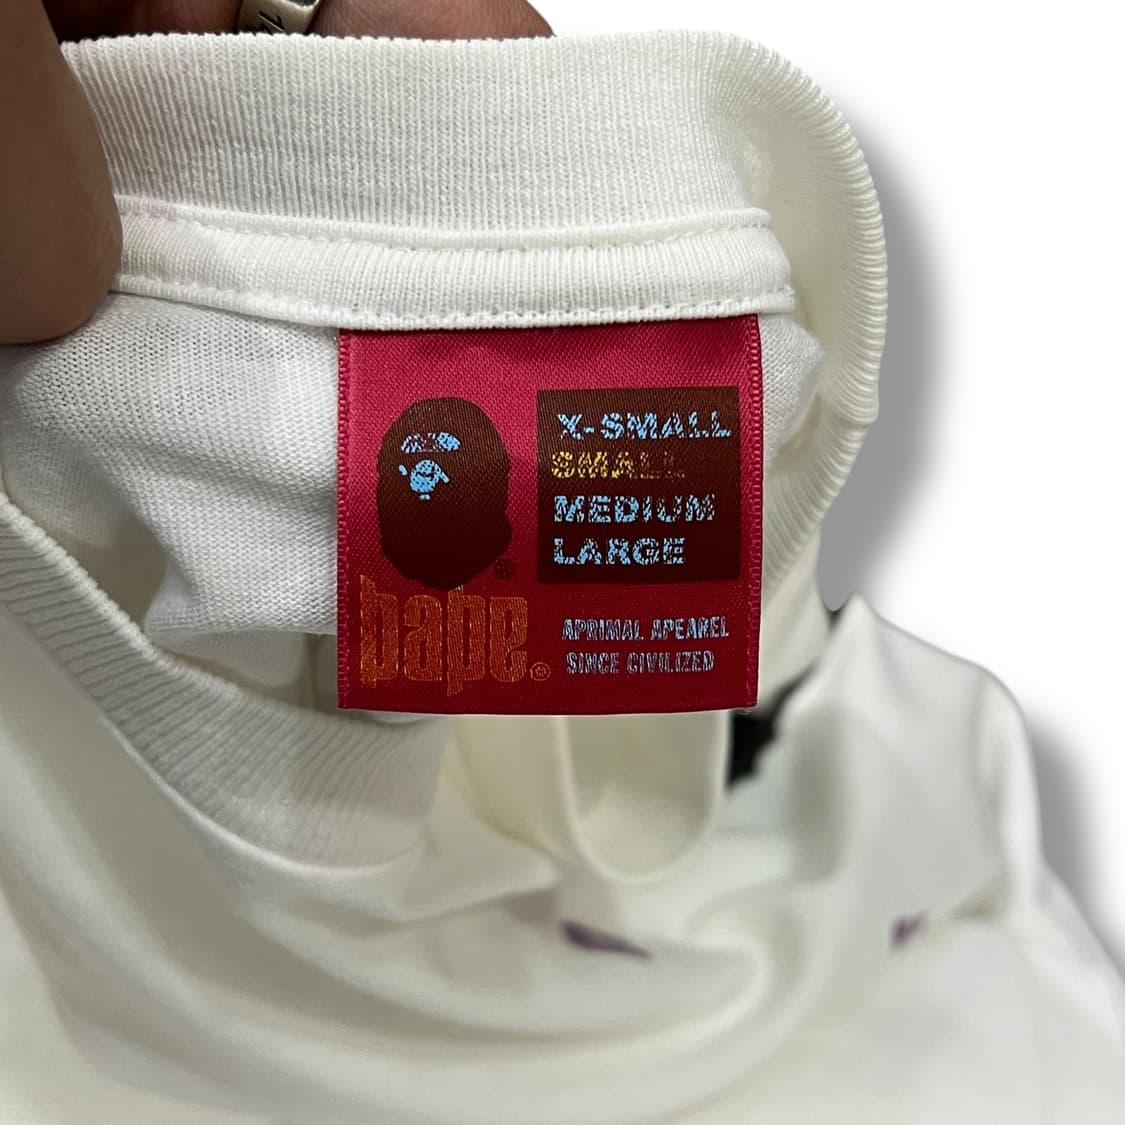 X-SMALL
SMALL
MEDIUM
LARGE
bape®
APRIMAL APEAREL
SINCE CIVILIZED